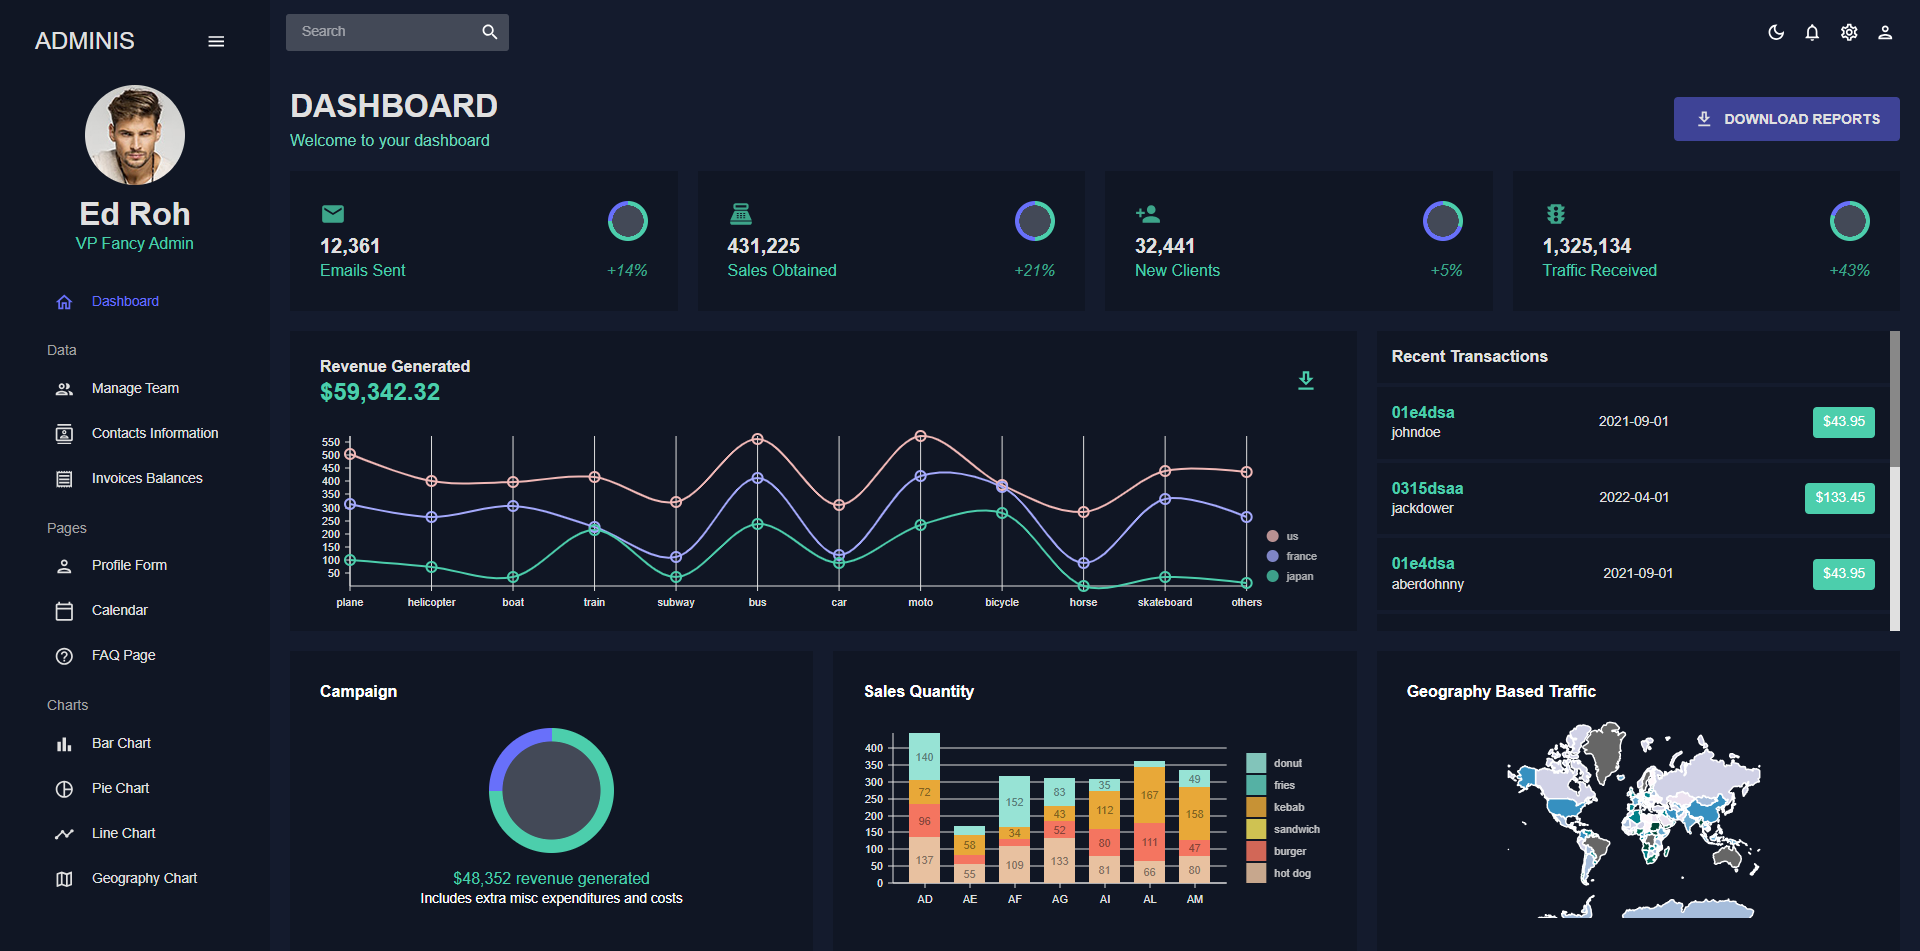 ADMINIS
Search
Ed Roh
VP Fancy Admin
Dashboard
Data
Manage Team
Contacts Information
Invoices Balances
Pages
Profile Form
Calendar
FAQ Page
Charts
Bar Chart
Pie Chart
Line Chart
Geography Chart
DASHBOARD
Welcome to your dashboard
DOWNLOAD REPORTS
12,361
Emails Sent +14%
431,225
Sales Obtained +21%
32,441
New Clients +5%
1,325,134
Traffic Received +43%
Revenue Generated
$59,342.32
550
500
450
400
350
300
250
200
150
100
50
plane helicopter boat train subway bus car moto bicycle horse skateboard others
us
france
japan
Recent Transactions
01e4dsa
johndoe
2021-09-01
$43.95
0315dsaa
jackdower
2022-04-01
$133.45
01e4dsa
aberdohnny
2021-09-01
$43.95
Campaign
$48,352 revenue generated
Includes extra misc expenditures and costs
Sales Quantity
400
350
300
250
200
150
100
50
0
140
72
96
137
58
55
152
34
109
83
43
52
133
35
112
80
81
167
111
66
49
158
47
80
AD AE AF AG AI AL AM
donut
fries
kebab
sandwich
burger
hot dog
Geography Based Traffic